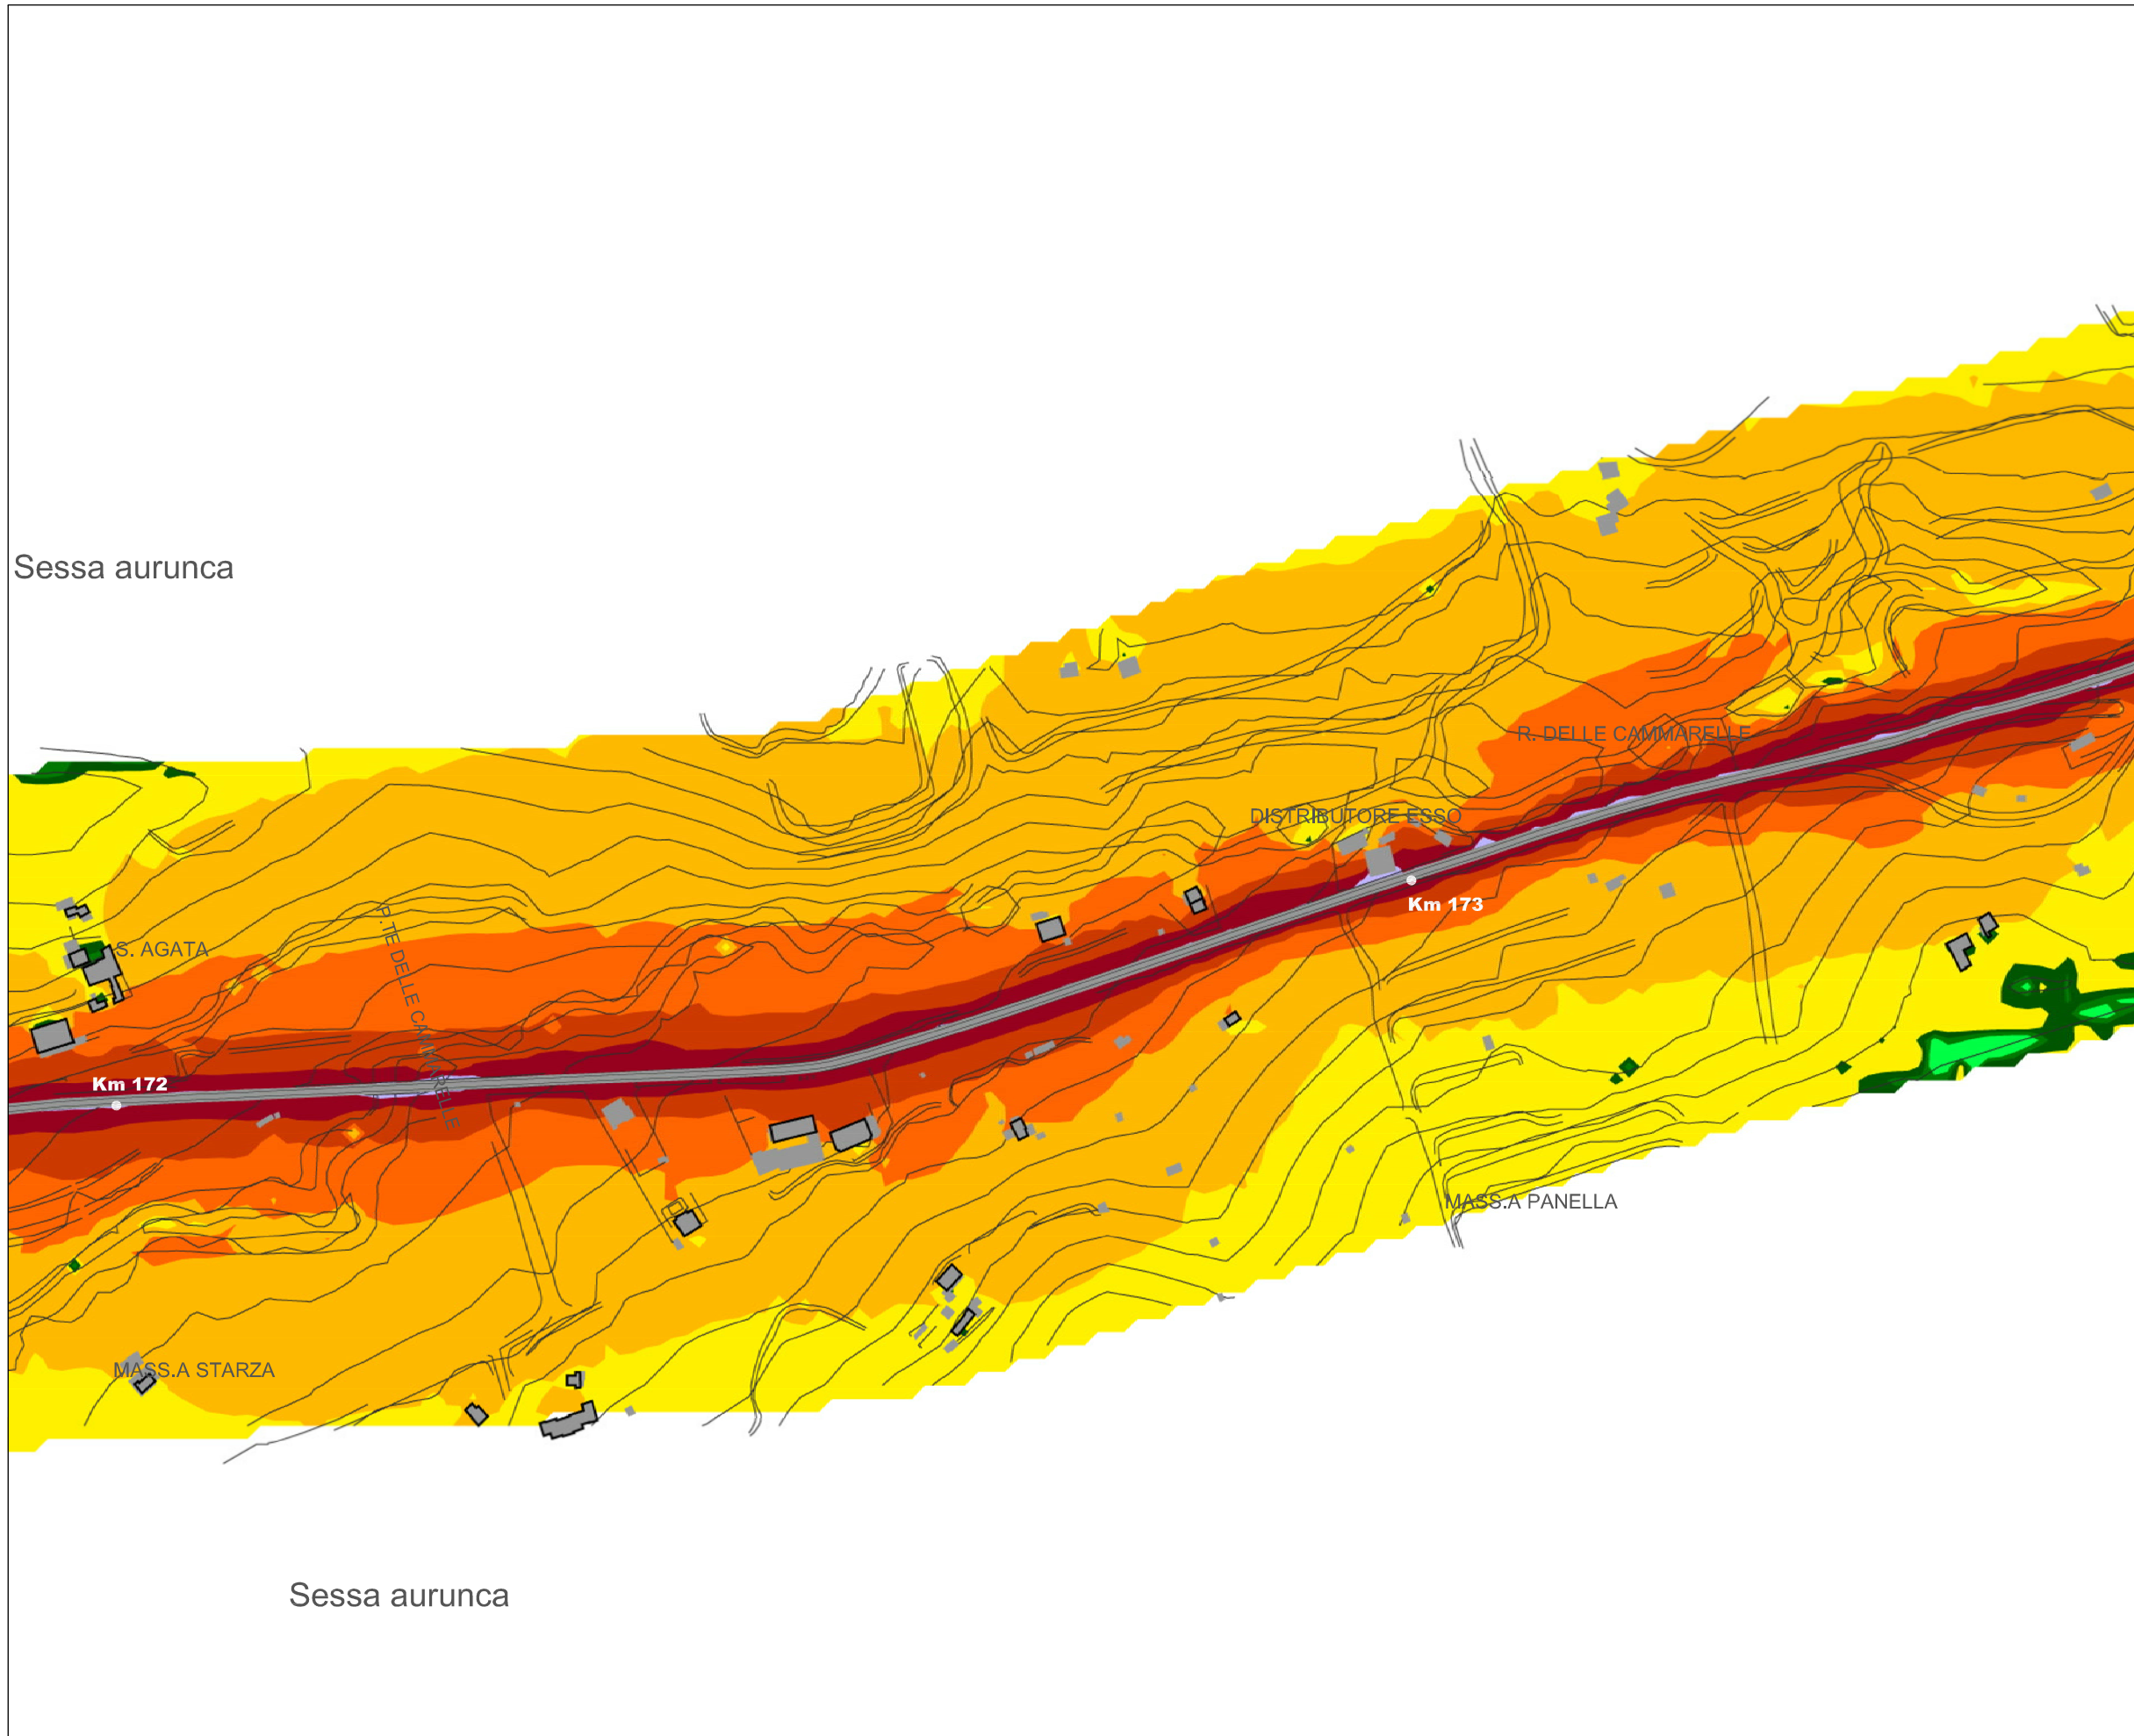 Sessa aurunca
R. DELLE CAMMARELLE
DISTRIBUTORE ESSO
Km 173
S. AGATA
P.TE DELLE CAMMARELLE
Km 172
MASS.A PANELLA
MASS.A STARZA
Sessa aurunca